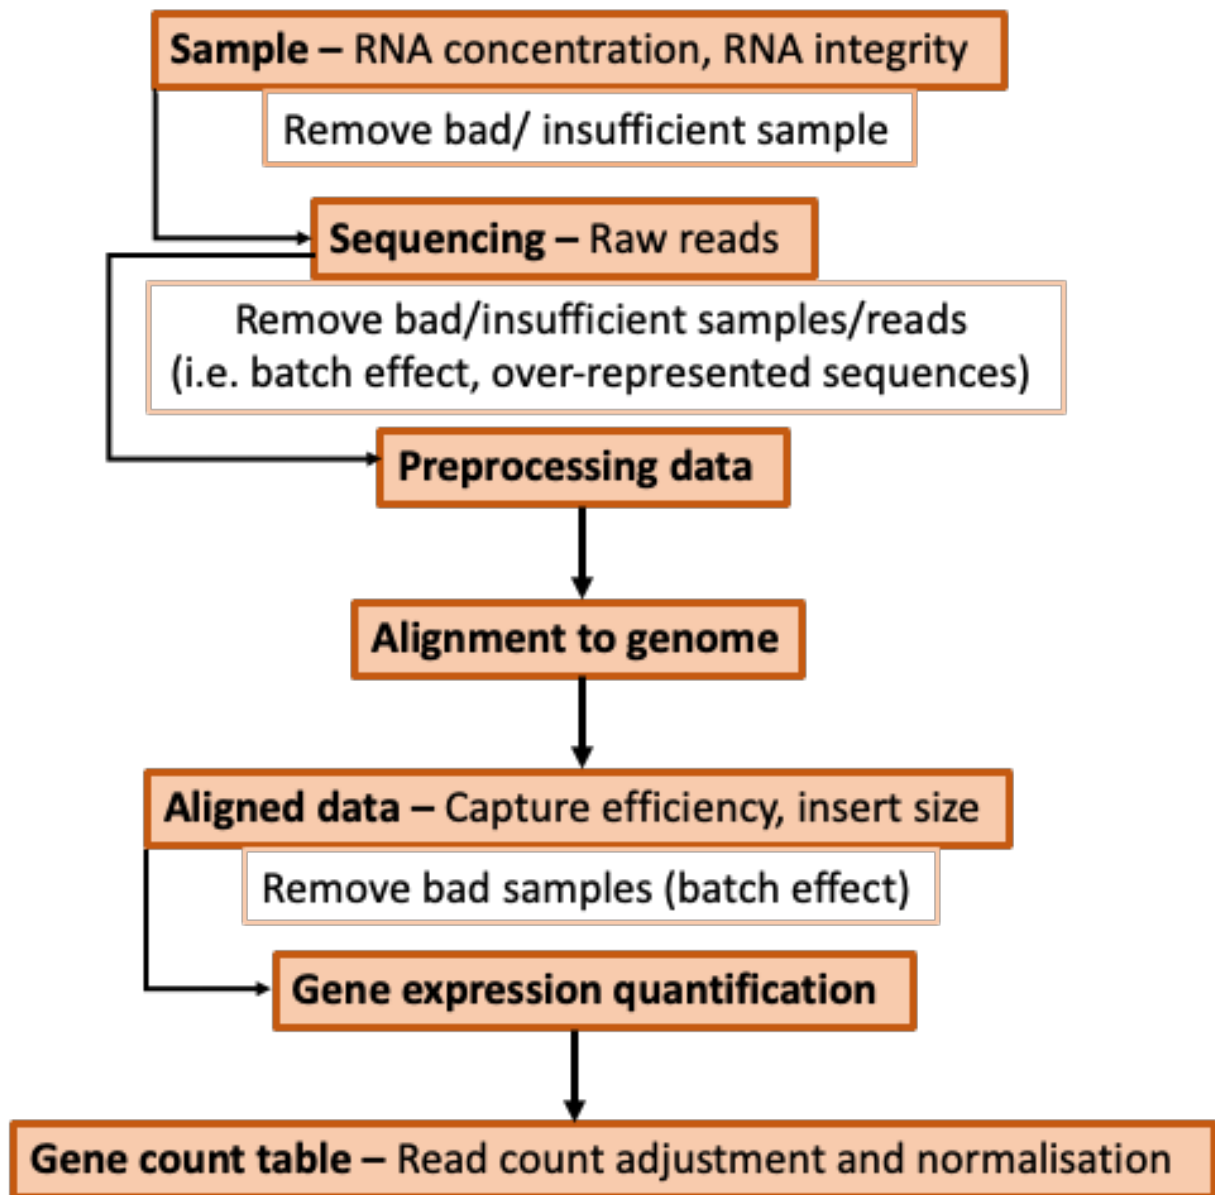 Sample – RNA concentration, RNA integrity
Remove bad/ insufficient sample
Sequencing – Raw reads
Remove bad/insufficient samples/reads
(i.e. batch effect, over-represented sequences)
Preprocessing data
Alignment to genome
Aligned data – Capture efficiency, insert size
Remove bad samples (batch effect)
Gene expression quantification
Gene count table – Read count adjustment and normalisation